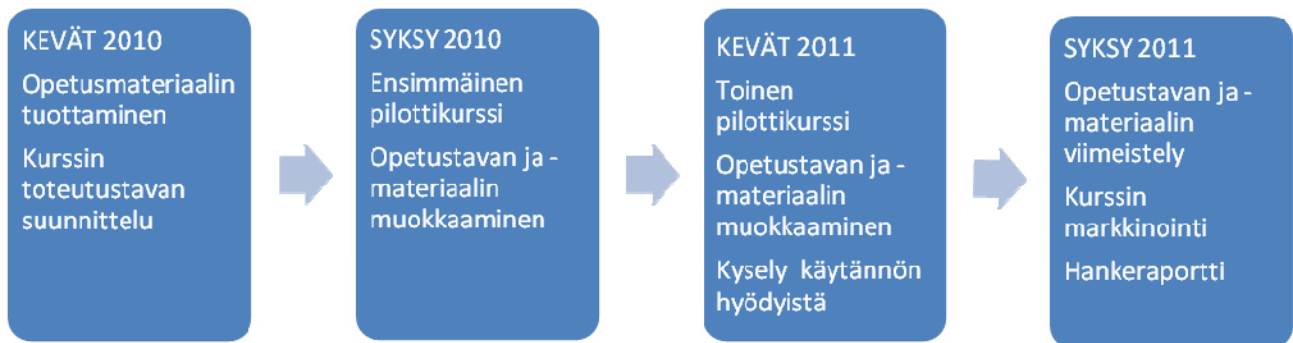 KEVÄT 2010
Opetusmateriaalin
tuottaminen
Kurssin
toteutustavan
suunnittelu
SYKSY 2010
Ensimmäinen
pilottikurssi
Opetustavan ja -
materiaalin
muokkaaminen
KEVÄT 2011
Toinen
pilottikurssi
Opetustavan ja -
materiaalin
muokkaaminen
Kysely käytännön
hyödyistä
SYKSY 2011
Opetustavan ja -
materiaalin
viimeistely
Kurssin
markkinointi
Hankeraportti